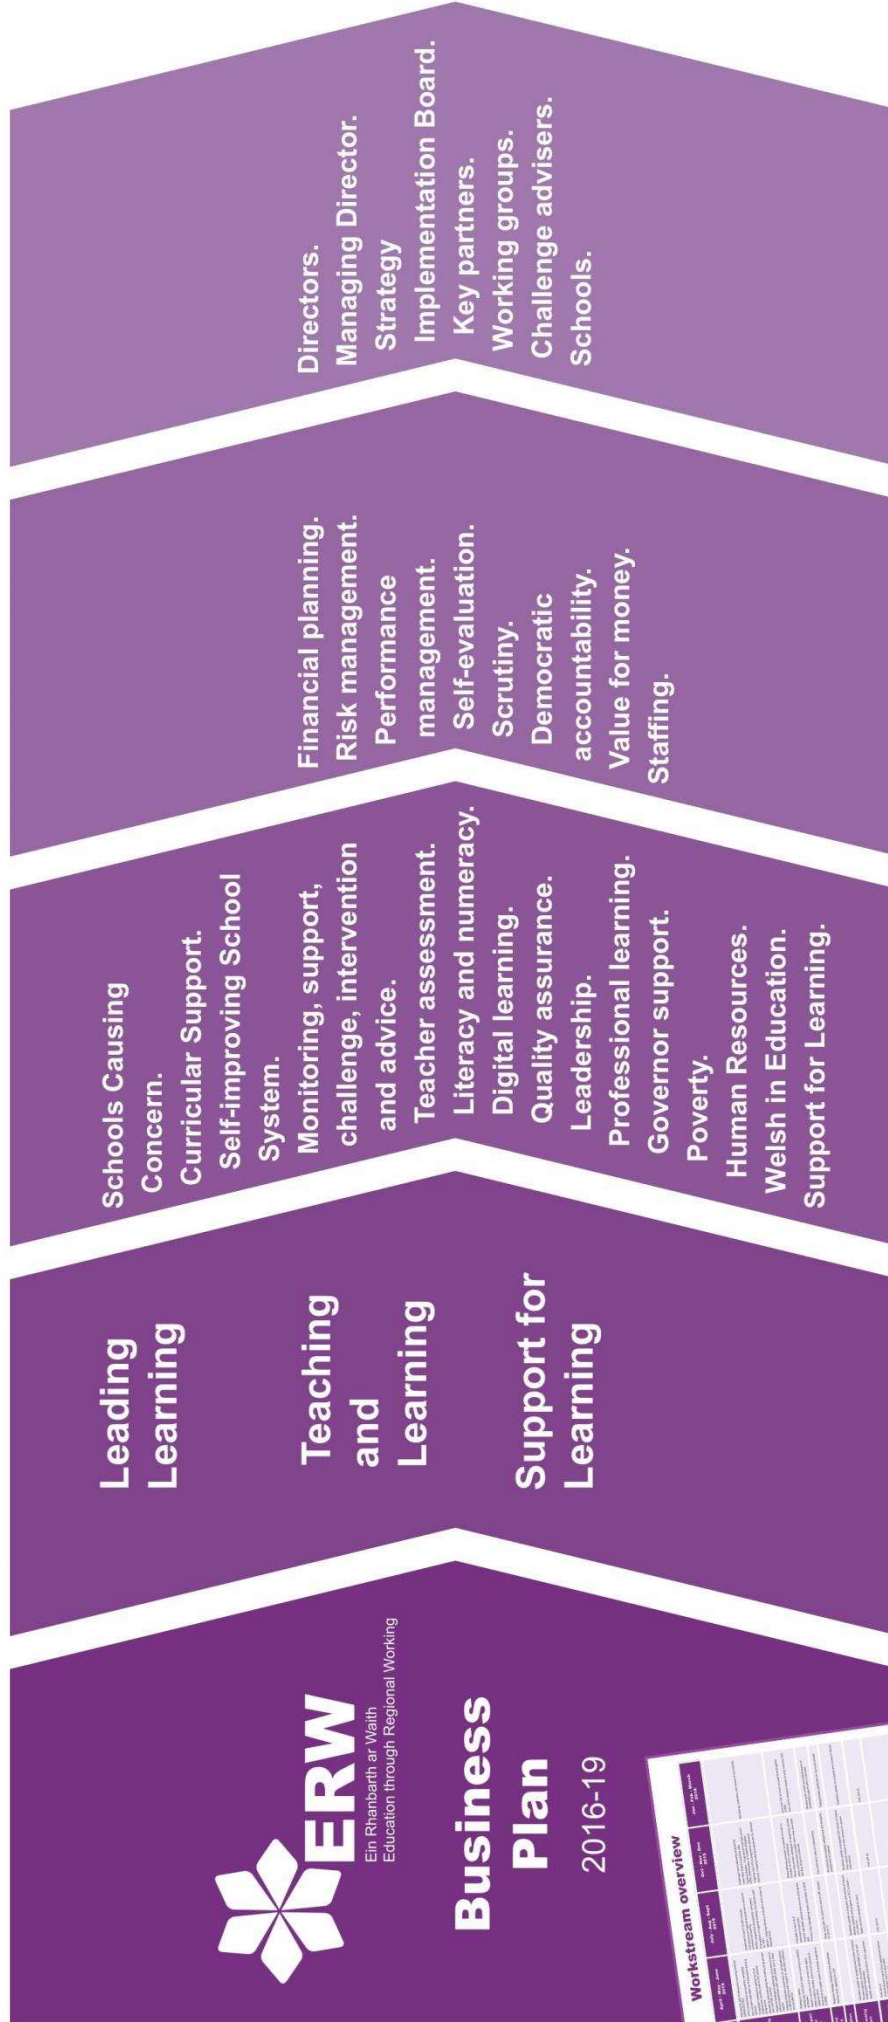 ERW
Ein Rhanbarth ar Waith
Education through Regional Working
Business
Plan
2016-19
Workstream overview
Leading
Learning
Teaching
and
Learning
Support for
Learning
Schools Causing
Concern.
Curricular Support.
Self-improving School
System.
Monitoring, support,
challenge, intervention
and advice.
Teacher assessment.
Literacy and numeracy.
Digital learning.
Quality assurance.
Leadership.
Professional learning.
Governor support.
Poverty.
Human Resources.
Welsh in Education.
Support for Learning.
Financial planning.
Risk management.
Performance
management.
Self-evaluation.
Scrutiny.
Democratic
accountability.
Value for money.
Staffing.
Directors.
Managing Director.
Strategy
Implementation Board.
Key partners.
Working groups.
Challenge advisers.
Schools.